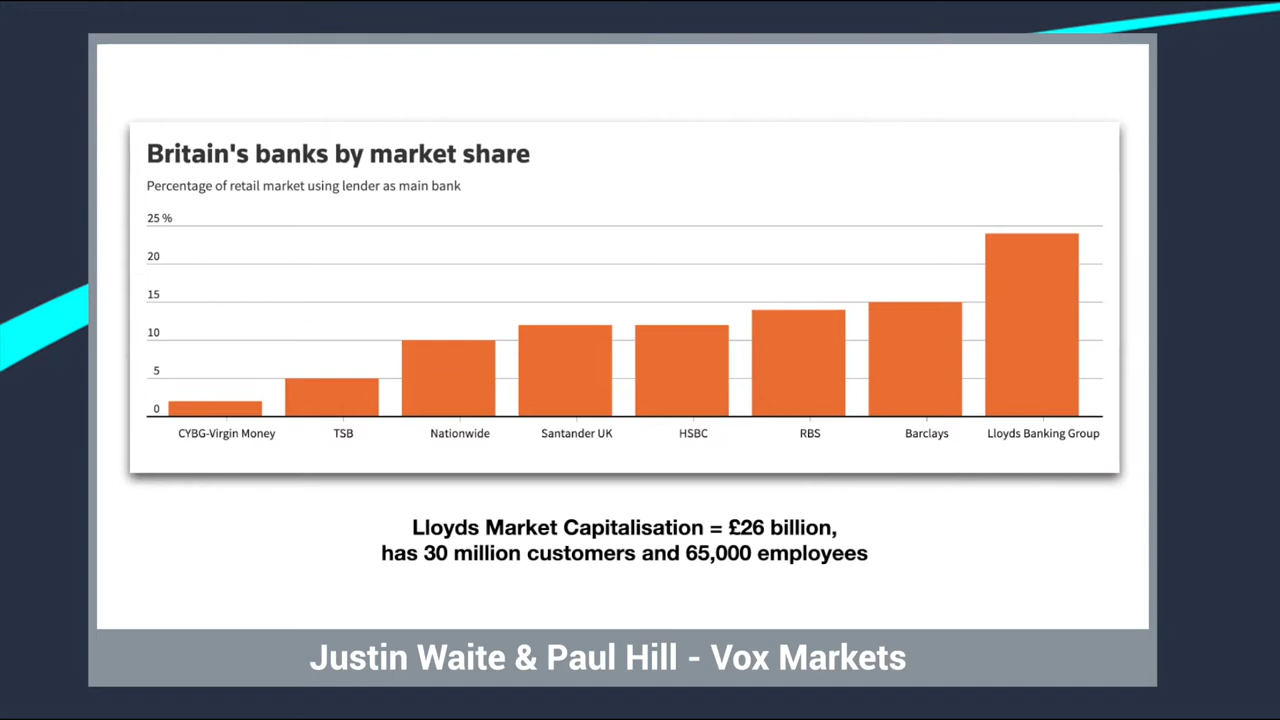 Britain's banks by market share
Percentage of retail market using lender as main bank
25 %
20
15
10
5
0
CYBG-Virgin Money TSB Nationwide Santander UK HSBC RBS Barclays Lloyds Banking Group
Lloyds Market Capitalisation = £26 billion,
has 30 million customers and 65,000 employees
Justin Waite & Paul Hill - Vox Markets